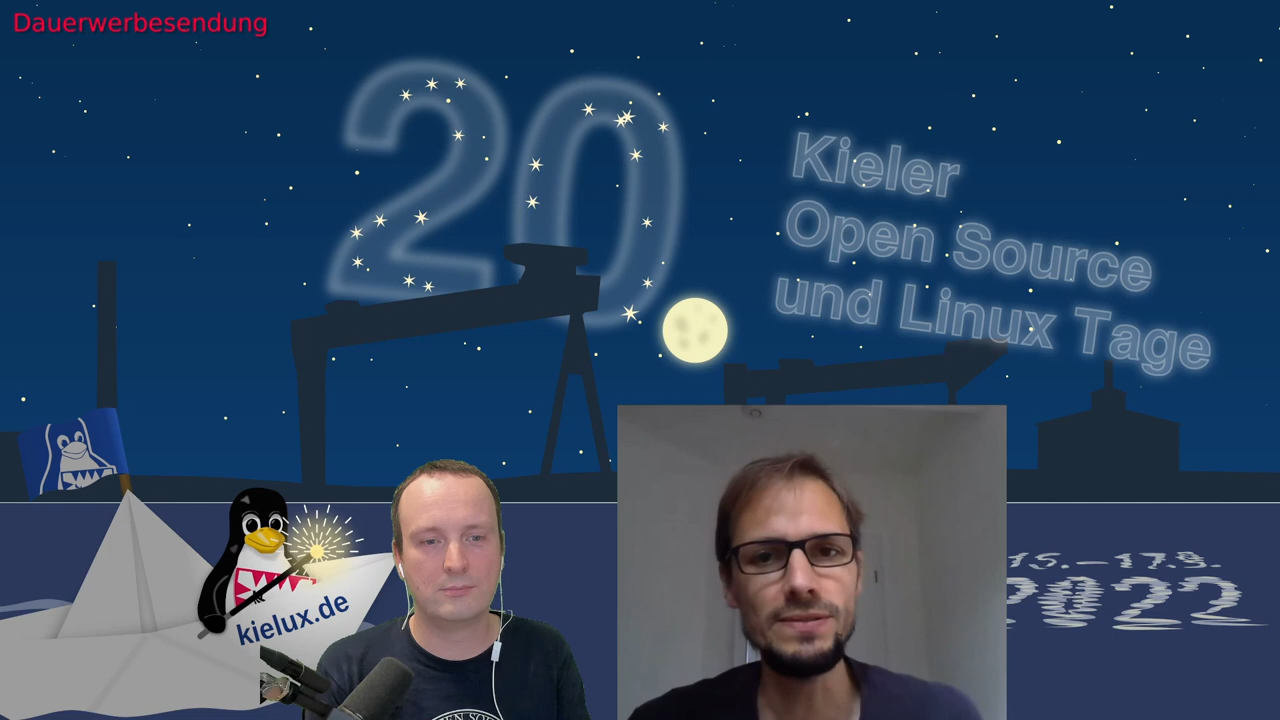 Dauerwerbesendung
20.
Kieler
Open Source
und Linux Tage
kielux.de
15.–17.9.
2022